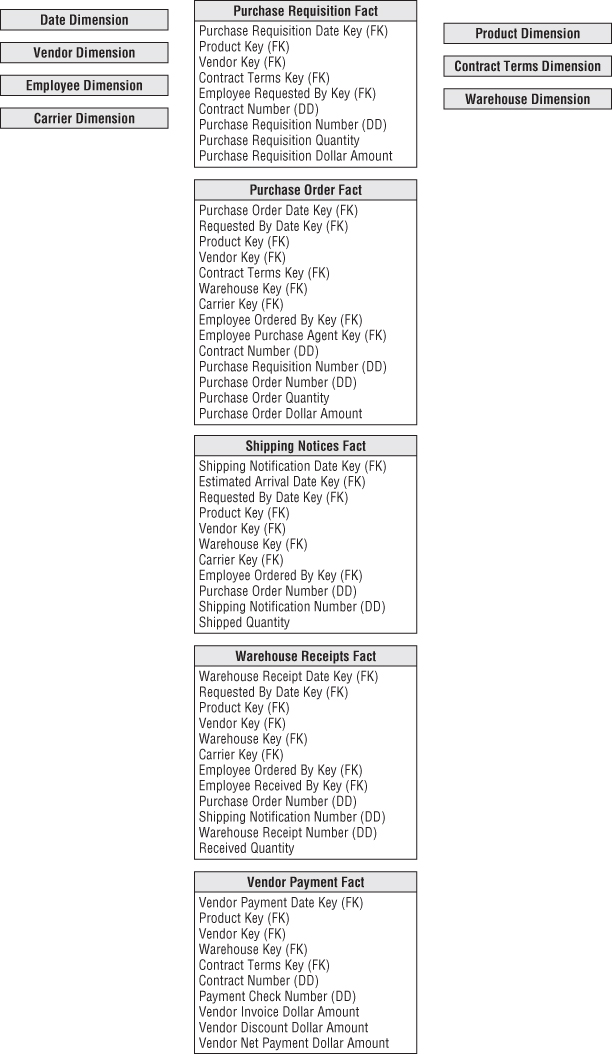 Date Dimension
Vendor Dimension
Employee Dimension
Carrier Dimension
Purchase Requisition Fact
Purchase Requisition Date Key (FK)
Product Key (FK)
Vendor Key (FK)
Contract Terms Key (FK)
Employee Requested By Key (FK)
Contract Number (DD)
Purchase Requisition Number (DD)
Purchase Requisition Quantity
Purchase Requisition Dollar Amount
Product Dimension
Contract Terms Dimension
Warehouse Dimension
Purchase Order Fact
Purchase Order Date Key (FK)
Requested By Date Key (FK)
Product Key (FK)
Vendor Key (FK)
Contract Terms Key (FK)
Warehouse Key (FK)
Carrier Key (FK)
Employee Ordered By Key (FK)
Employee Purchase Agent Key (FK)
Contract Number (DD)
Purchase Requisition Number (DD)
Purchase Order Number (DD)
Purchase Order Quantity
Purchase Order Dollar Amount
Shipping Notices Fact
Shipping Notification Date Key (FK)
Estimated Arrival Date Key (FK)
Requested By Date Key (FK)
Product Key (FK)
Vendor Key (FK)
Warehouse Key (FK)
Carrier Key (FK)
Employee Ordered By Key (FK)
Purchase Order Number (DD)
Shipping Notification Number (DD)
Shipped Quantity
Warehouse Receipts Fact
Warehouse Receipt Date Key (FK)
Requested By Date Key (FK)
Product Key (FK)
Vendor Key (FK)
Warehouse Key (FK)
Carrier Key (FK)
Employee Ordered By Key (FK)
Employee Received By Key (FK)
Purchase Order Number (DD)
Shipping Notification Number (DD)
Warehouse Receipt Number (DD)
Received Quantity
Vendor Payment Fact
Vendor Payment Date Key (FK)
Product Key (FK)
Vendor Key (FK)
Warehouse Key (FK)
Contract Terms Key (FK)
Contract Number (DD)
Payment Check Number (DD)
Vendor Invoice Dollar Amount
Vendor Discount Dollar Amount
Vendor Net Payment Dollar Amount